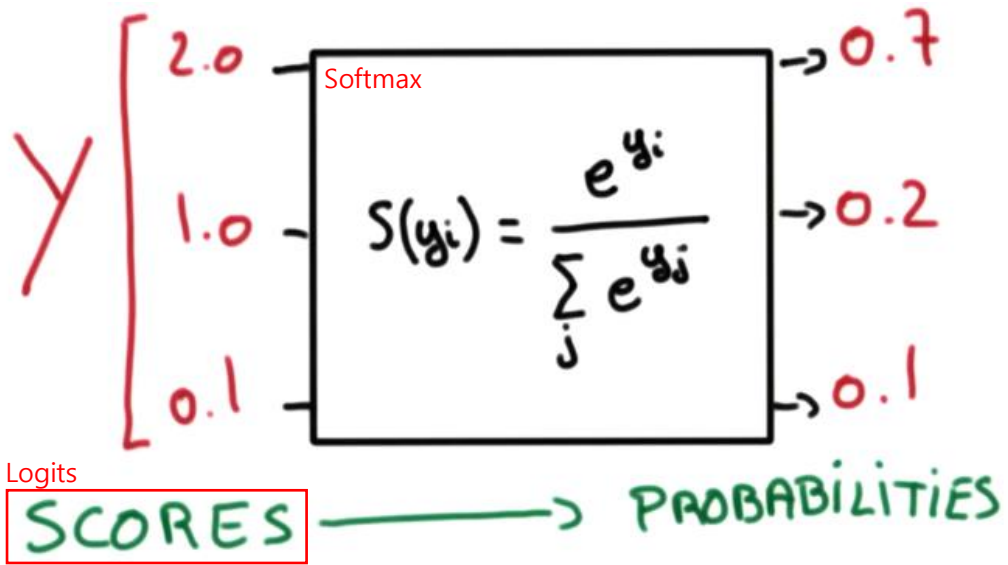 2.0 → 0.7
Softmax
Y [ 1.0 S(yi) = e^yi / ∑j e^yj → 0.2
0.1 → 0.1
Logits
SCORES → PROBABILITIES